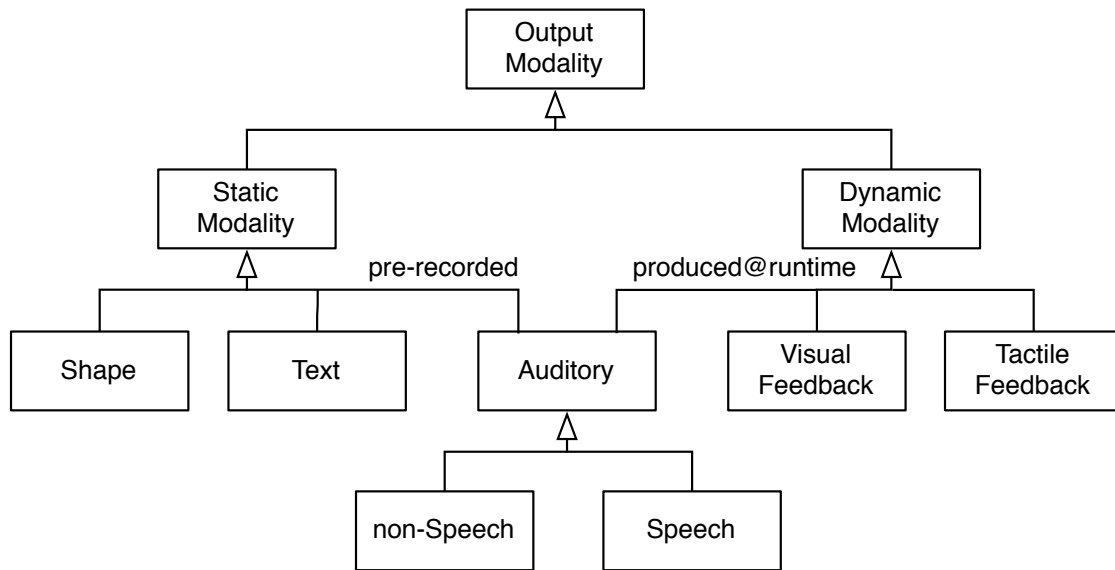 Output
Modality
Static
Modality
Dynamic
Modality
pre-recorded
produced@runtime
Shape
Text
Auditory
Visual
Feedback
Tactile
Feedback
non-Speech
Speech